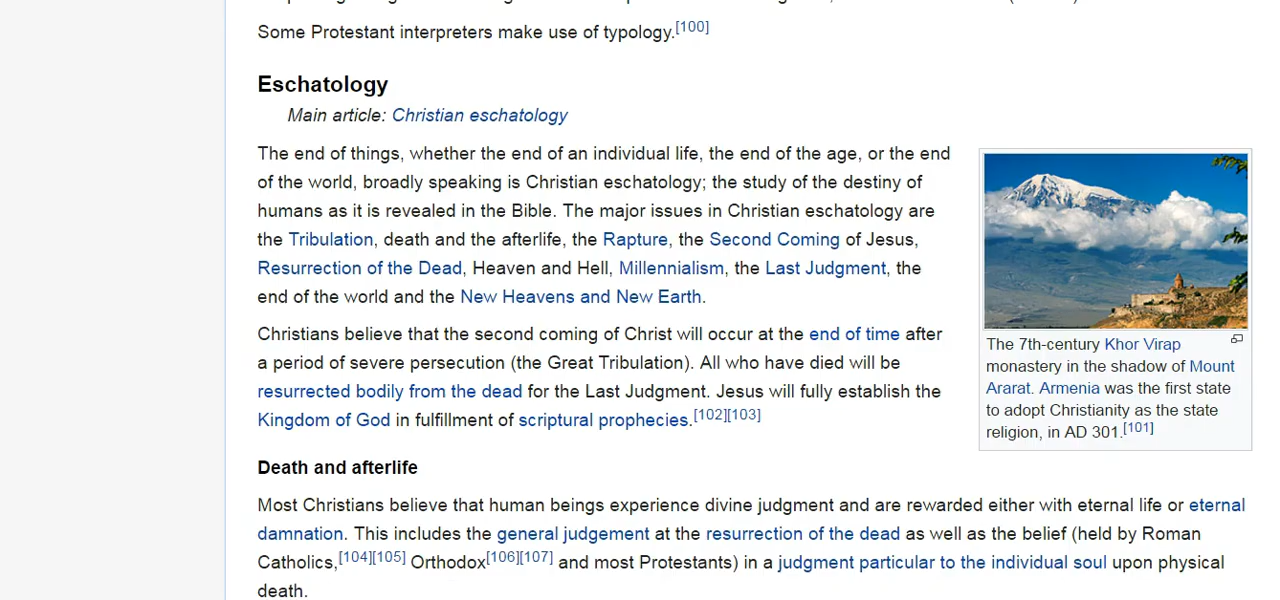 Some Protestant interpreters make use of typology.[100]
Eschatology
Main article: Christian eschatology
The end of things, whether the end of an individual life, the end of the age, or the end
of the world, broadly speaking is Christian eschatology; the study of the destiny of
humans as it is revealed in the Bible. The major issues in Christian eschatology are
the Tribulation, death and the afterlife, the Rapture, the Second Coming of Jesus,
Resurrection of the Dead, Heaven and Hell, Millennialism, the Last Judgment, the
end of the world and the New Heavens and New Earth.
Christians believe that the second coming of Christ will occur at the end of time after
a period of severe persecution (the Great Tribulation). All who have died will be
resurrected bodily from the dead for the Last Judgment. Jesus will fully establish the
Kingdom of God in fulfillment of scriptural prophecies.[102][103]
The 7th-century Khor Virap
monastery in the shadow of Mount
Ararat. Armenia was the first state
to adopt Christianity as the state
religion, in AD 301.[101]
Death and afterlife
Most Christians believe that human beings experience divine judgment and are rewarded either with eternal life or eternal
damnation. This includes the general judgement at the resurrection of the dead as well as the belief (held by Roman
Catholics,[104][105] Orthodox[106][107] and most Protestants) in a judgment particular to the individual soul upon physical
death.